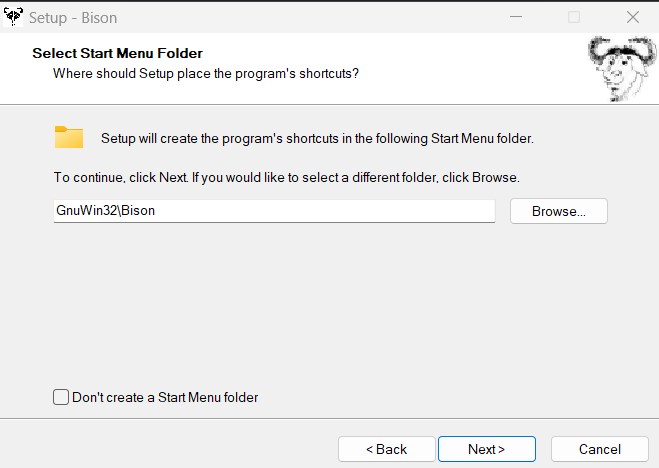 Setup - Bison
Select Start Menu Folder
Where should Setup place the program's shortcuts?
Setup will create the program's shortcuts in the following Start Menu folder.
To continue, click Next. If you would like to select a different folder, click Browse.
GnuWin32\Bison
Browse...
Don't create a Start Menu folder
< Back
Next >
Cancel